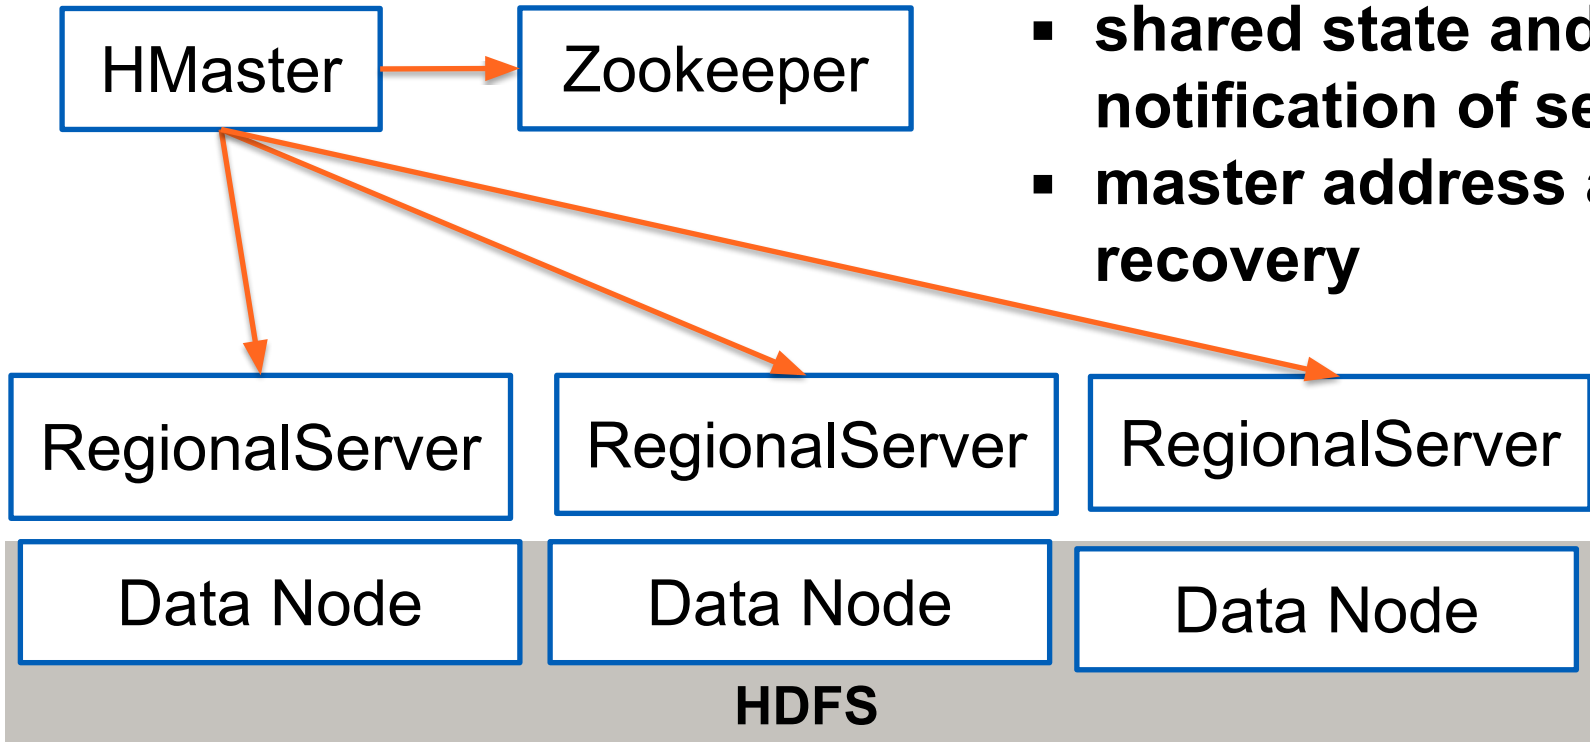 HMaster
Zookeeper
▪ shared state and
notification of se
▪ master address a
recovery
RegionalServer
RegionalServer
RegionalServer
Data Node
Data Node
Data Node
HDFS